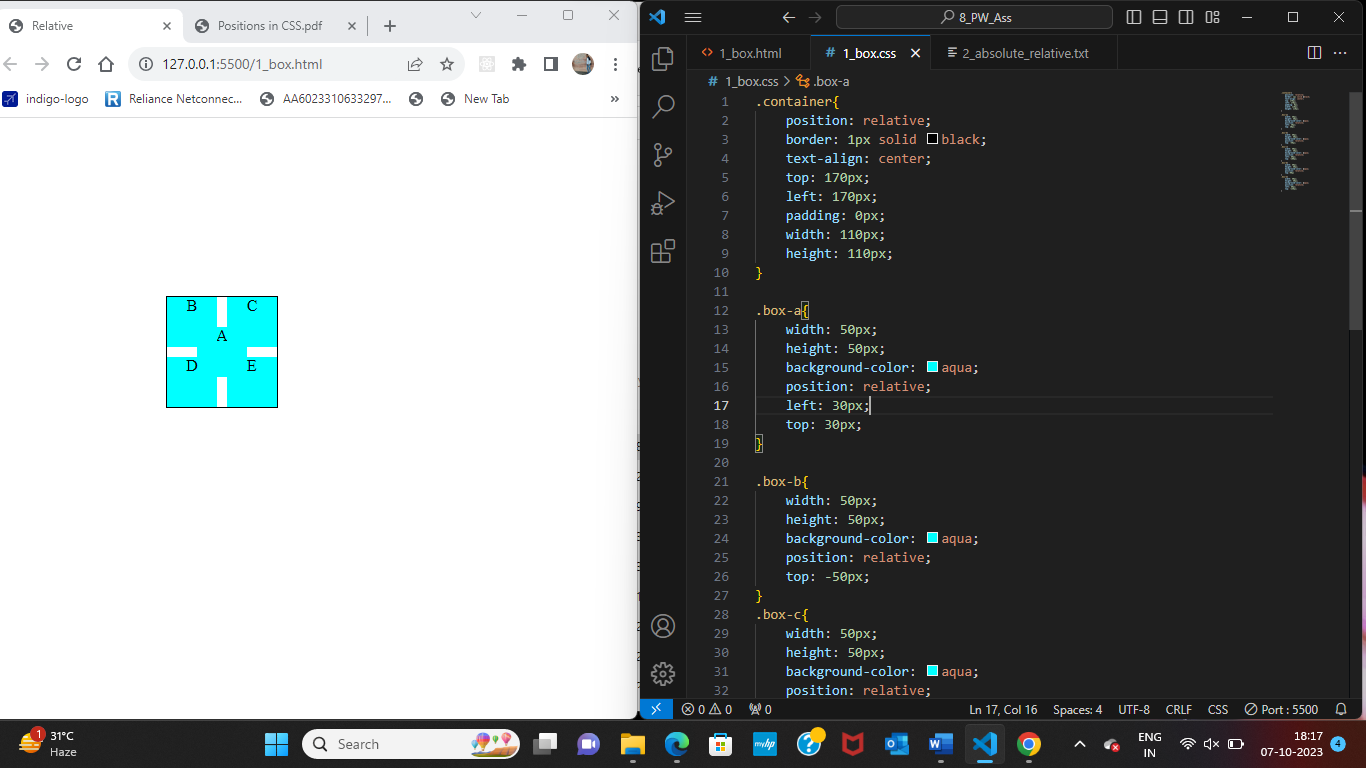 Relative
Positions in CSS.pdf
127.0.0.1:5500/1_box.html
indigo-logo
Reliance Netconnec...
AA6023310633297...
New Tab
»
B C
A
D E
8_PW_Ass
1_box.html
1_box.css
2_absolute_relative.txt
1_box.css > .box-a
1 .container{
2 position: relative;
3 border: 1px solid black;
4 text-align: center;
5 top: 170px;
6 left: 170px;
7 padding: 0px;
8 width: 110px;
9 height: 110px;
10 }
11
12 .box-a{
13 width: 50px;
14 height: 50px;
15 background-color: aqua;
16 position: relative;
17 left: 30px;
18 top: 30px;
19 }
20
21 .box-b{
22 width: 50px;
23 height: 50px;
24 background-color: aqua;
25 position: relative;
26 top: -50px;
27 }
28 .box-c{
29 width: 50px;
30 height: 50px;
31 background-color: aqua;
32 position: relative;
0 0 0 Ln 17, Col 16 Spaces: 4 UTF-8 CRLF CSS Port : 5500
1
31°C
Haze
Search
myhp
ENG
IN
18:17
07-10-2023
4